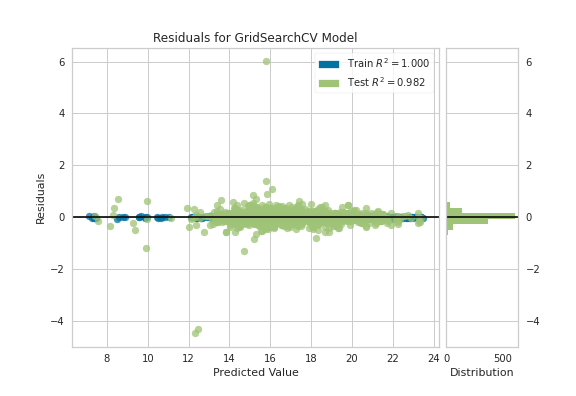 Residuals for GridSearchCV Model
Train R² = 1.000
Test R² = 0.982
Residuals
6
4
2
0
−2
−4
8 10 12 14 16 18 20 22 24
Predicted Value
6
4
2
0
−2
−4
0 500
Distribution